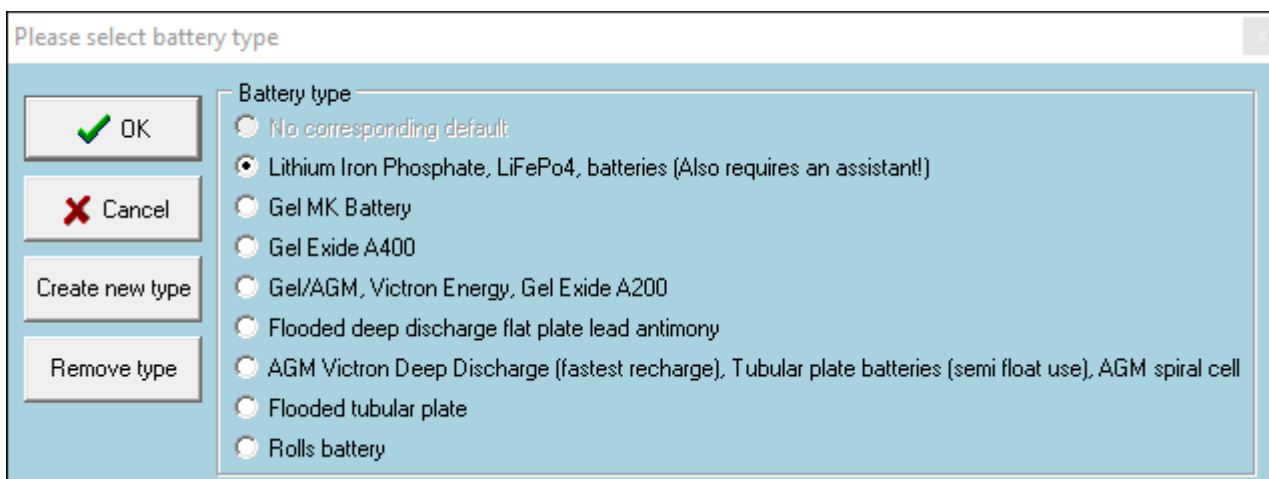 Please select battery type
OK
Cancel
Create new type
Remove type
Battery type
No corresponding default
Lithium Iron Phosphate, LiFePo4, batteries (Also requires an assistant!)
Gel MK Battery
Gel Exide A400
Gel/AGM, Victron Energy, Gel Exide A200
Flooded deep discharge flat plate lead antimony
AGM Victron Deep Discharge (fastest recharge), Tubular plate batteries (semi float use), AGM spiral cell
Flooded tubular plate
Rolls battery